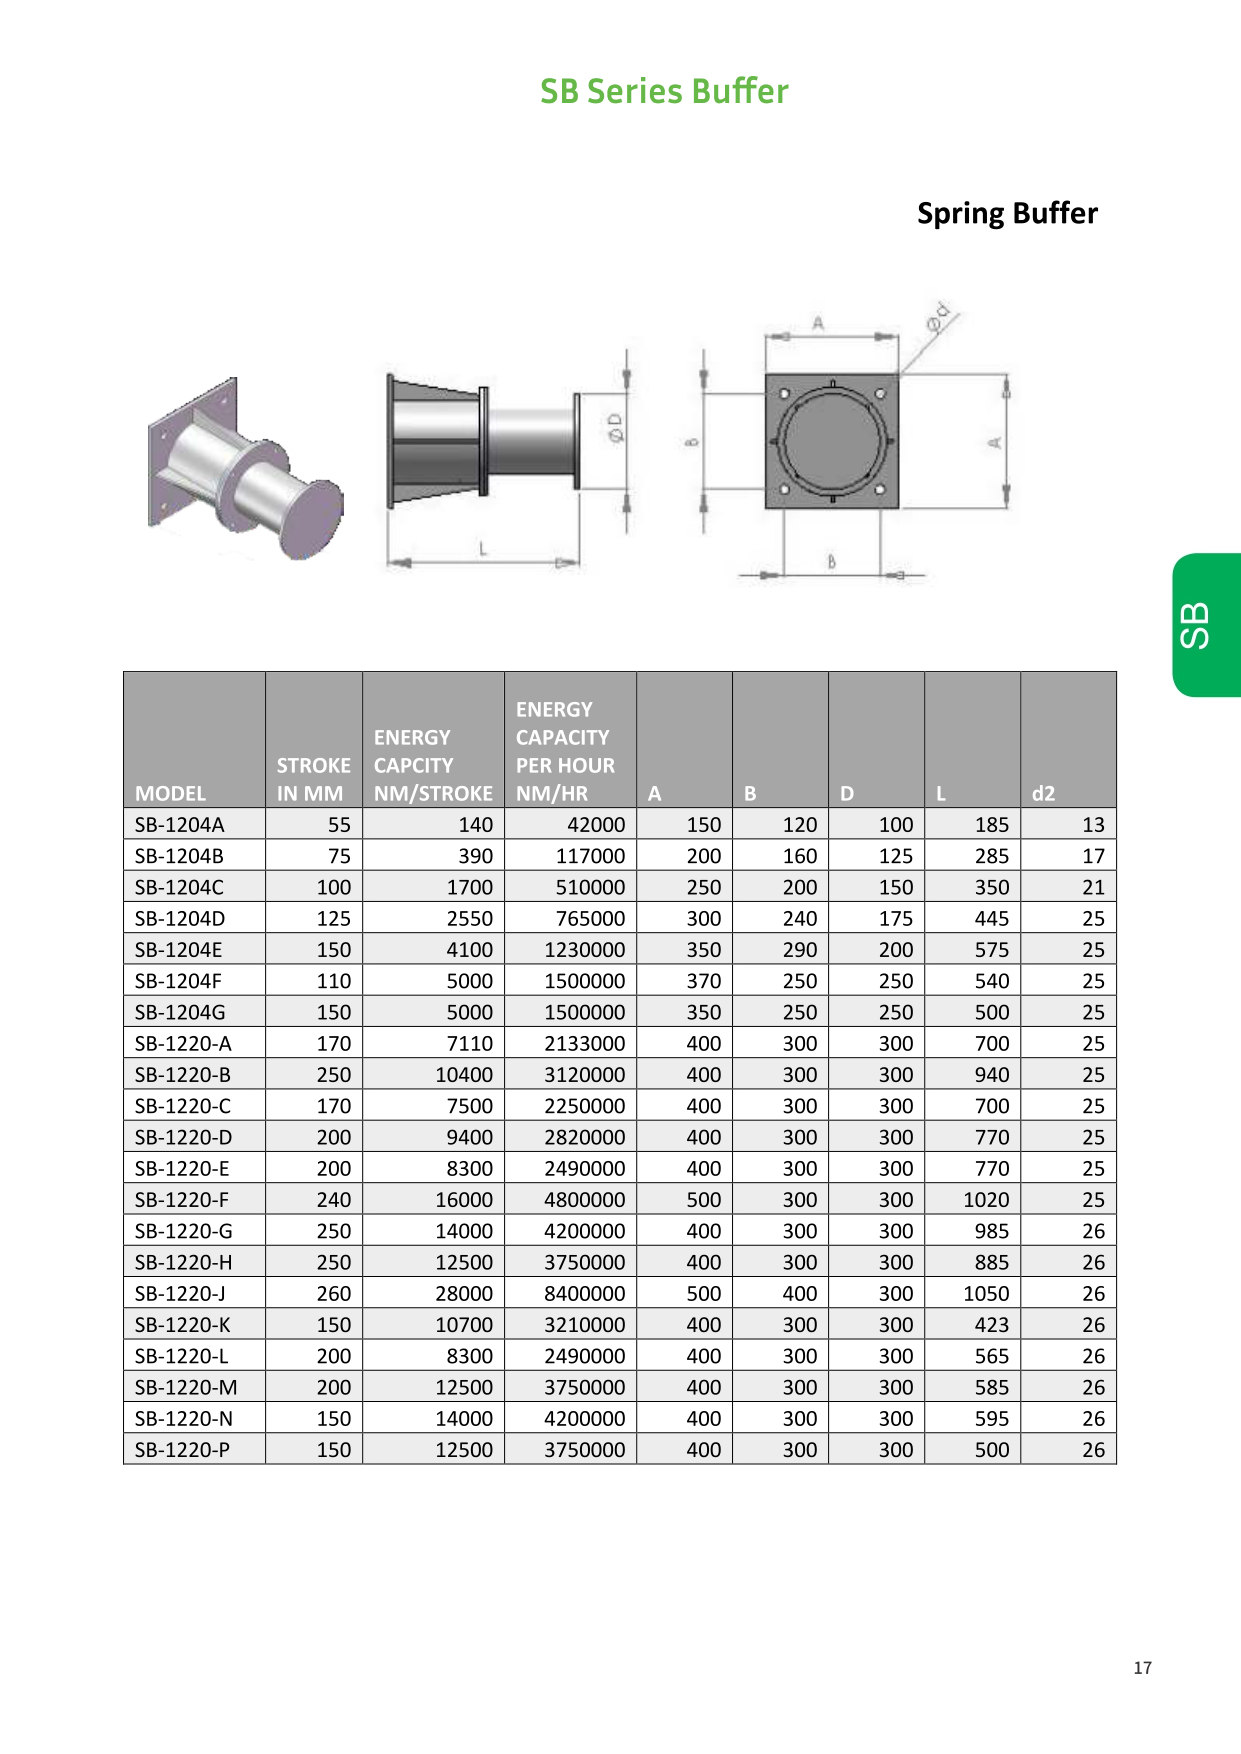 SB Series Buffer
Spring Buffer
A
Ød
ØD
B
A
L
B
SB
MODEL STROKE IN MM ENERGY CAPCITY NM/STROKE ENERGY CAPACITY PER HOUR NM/HR A B D L d2
SB-1204A 55 140 42000 150 120 100 185 13
SB-1204B 75 390 117000 200 160 125 285 17
SB-1204C 100 1700 510000 250 200 150 350 21
SB-1204D 125 2550 765000 300 240 175 445 25
SB-1204E 150 4100 1230000 350 290 200 575 25
SB-1204F 110 5000 1500000 370 250 250 540 25
SB-1204G 150 5000 1500000 350 250 250 500 25
SB-1220-A 170 7110 2133000 400 300 300 700 25
SB-1220-B 250 10400 3120000 400 300 300 940 25
SB-1220-C 170 7500 2250000 400 300 300 700 25
SB-1220-D 200 9400 2820000 400 300 300 770 25
SB-1220-E 200 8300 2490000 400 300 300 770 25
SB-1220-F 240 16000 4800000 500 300 300 1020 25
SB-1220-G 250 14000 4200000 400 300 300 985 26
SB-1220-H 250 12500 3750000 400 300 300 885 26
SB-1220-J 260 28000 8400000 500 400 300 1050 26
SB-1220-K 150 10700 3210000 400 300 300 423 26
SB-1220-L 200 8300 2490000 400 300 300 565 26
SB-1220-M 200 12500 3750000 400 300 300 585 26
SB-1220-N 150 14000 4200000 400 300 300 595 26
SB-1220-P 150 12500 3750000 400 300 300 500 26
17